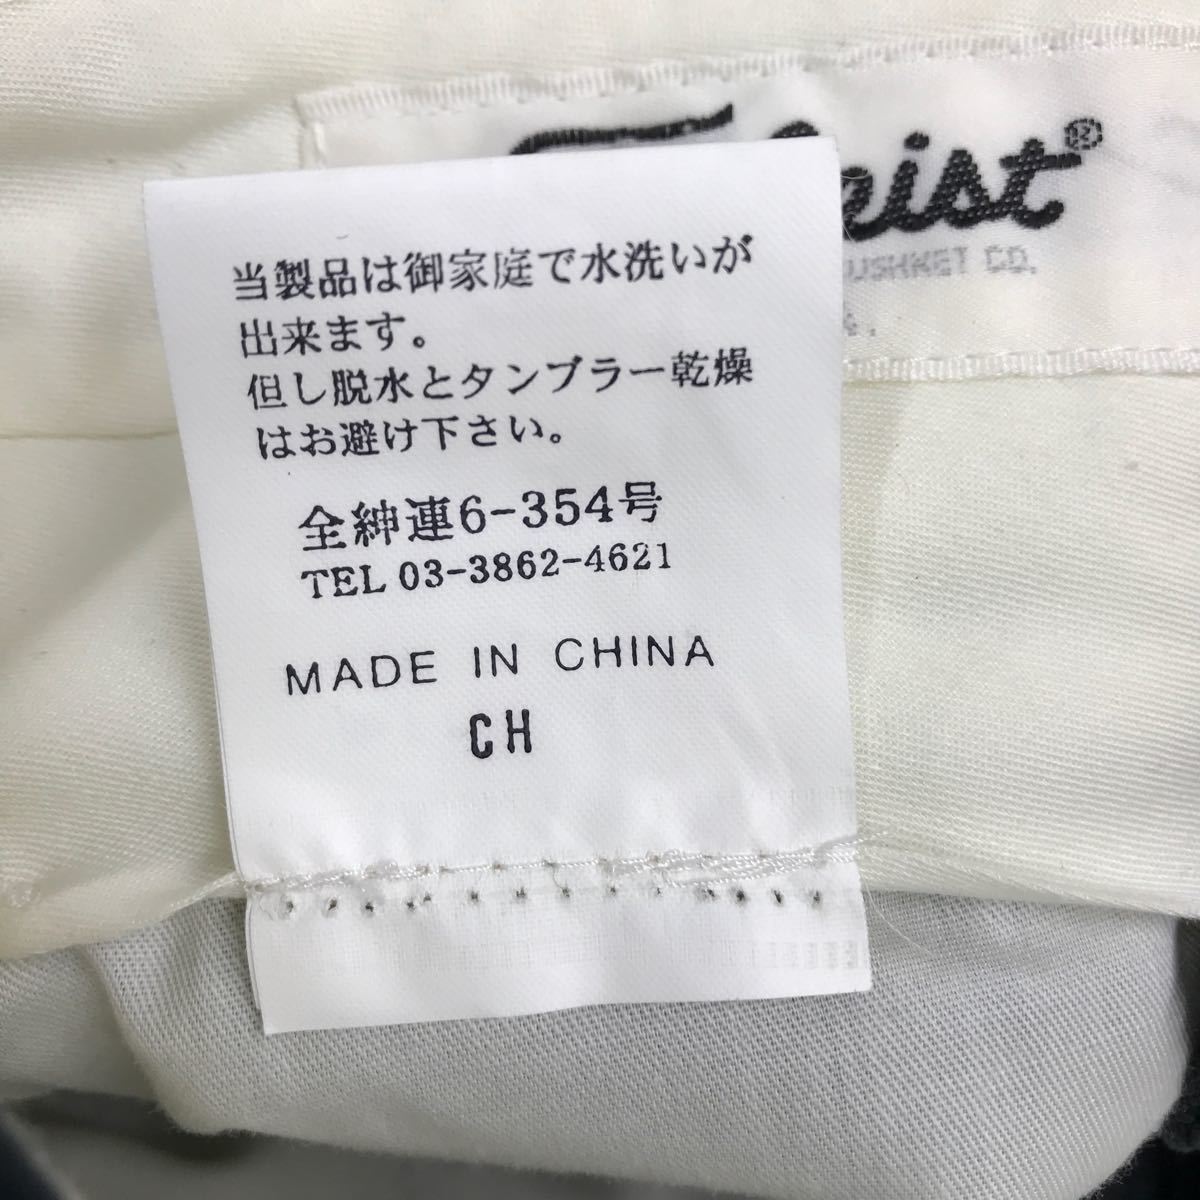 当製品は御家庭で水洗いが
出来ます。
但し脱水とタンブラー乾燥
はお避け下さい。
全紳連6-354号
TEL 03-3862-4621
MADE IN CHINA
CH
CO.